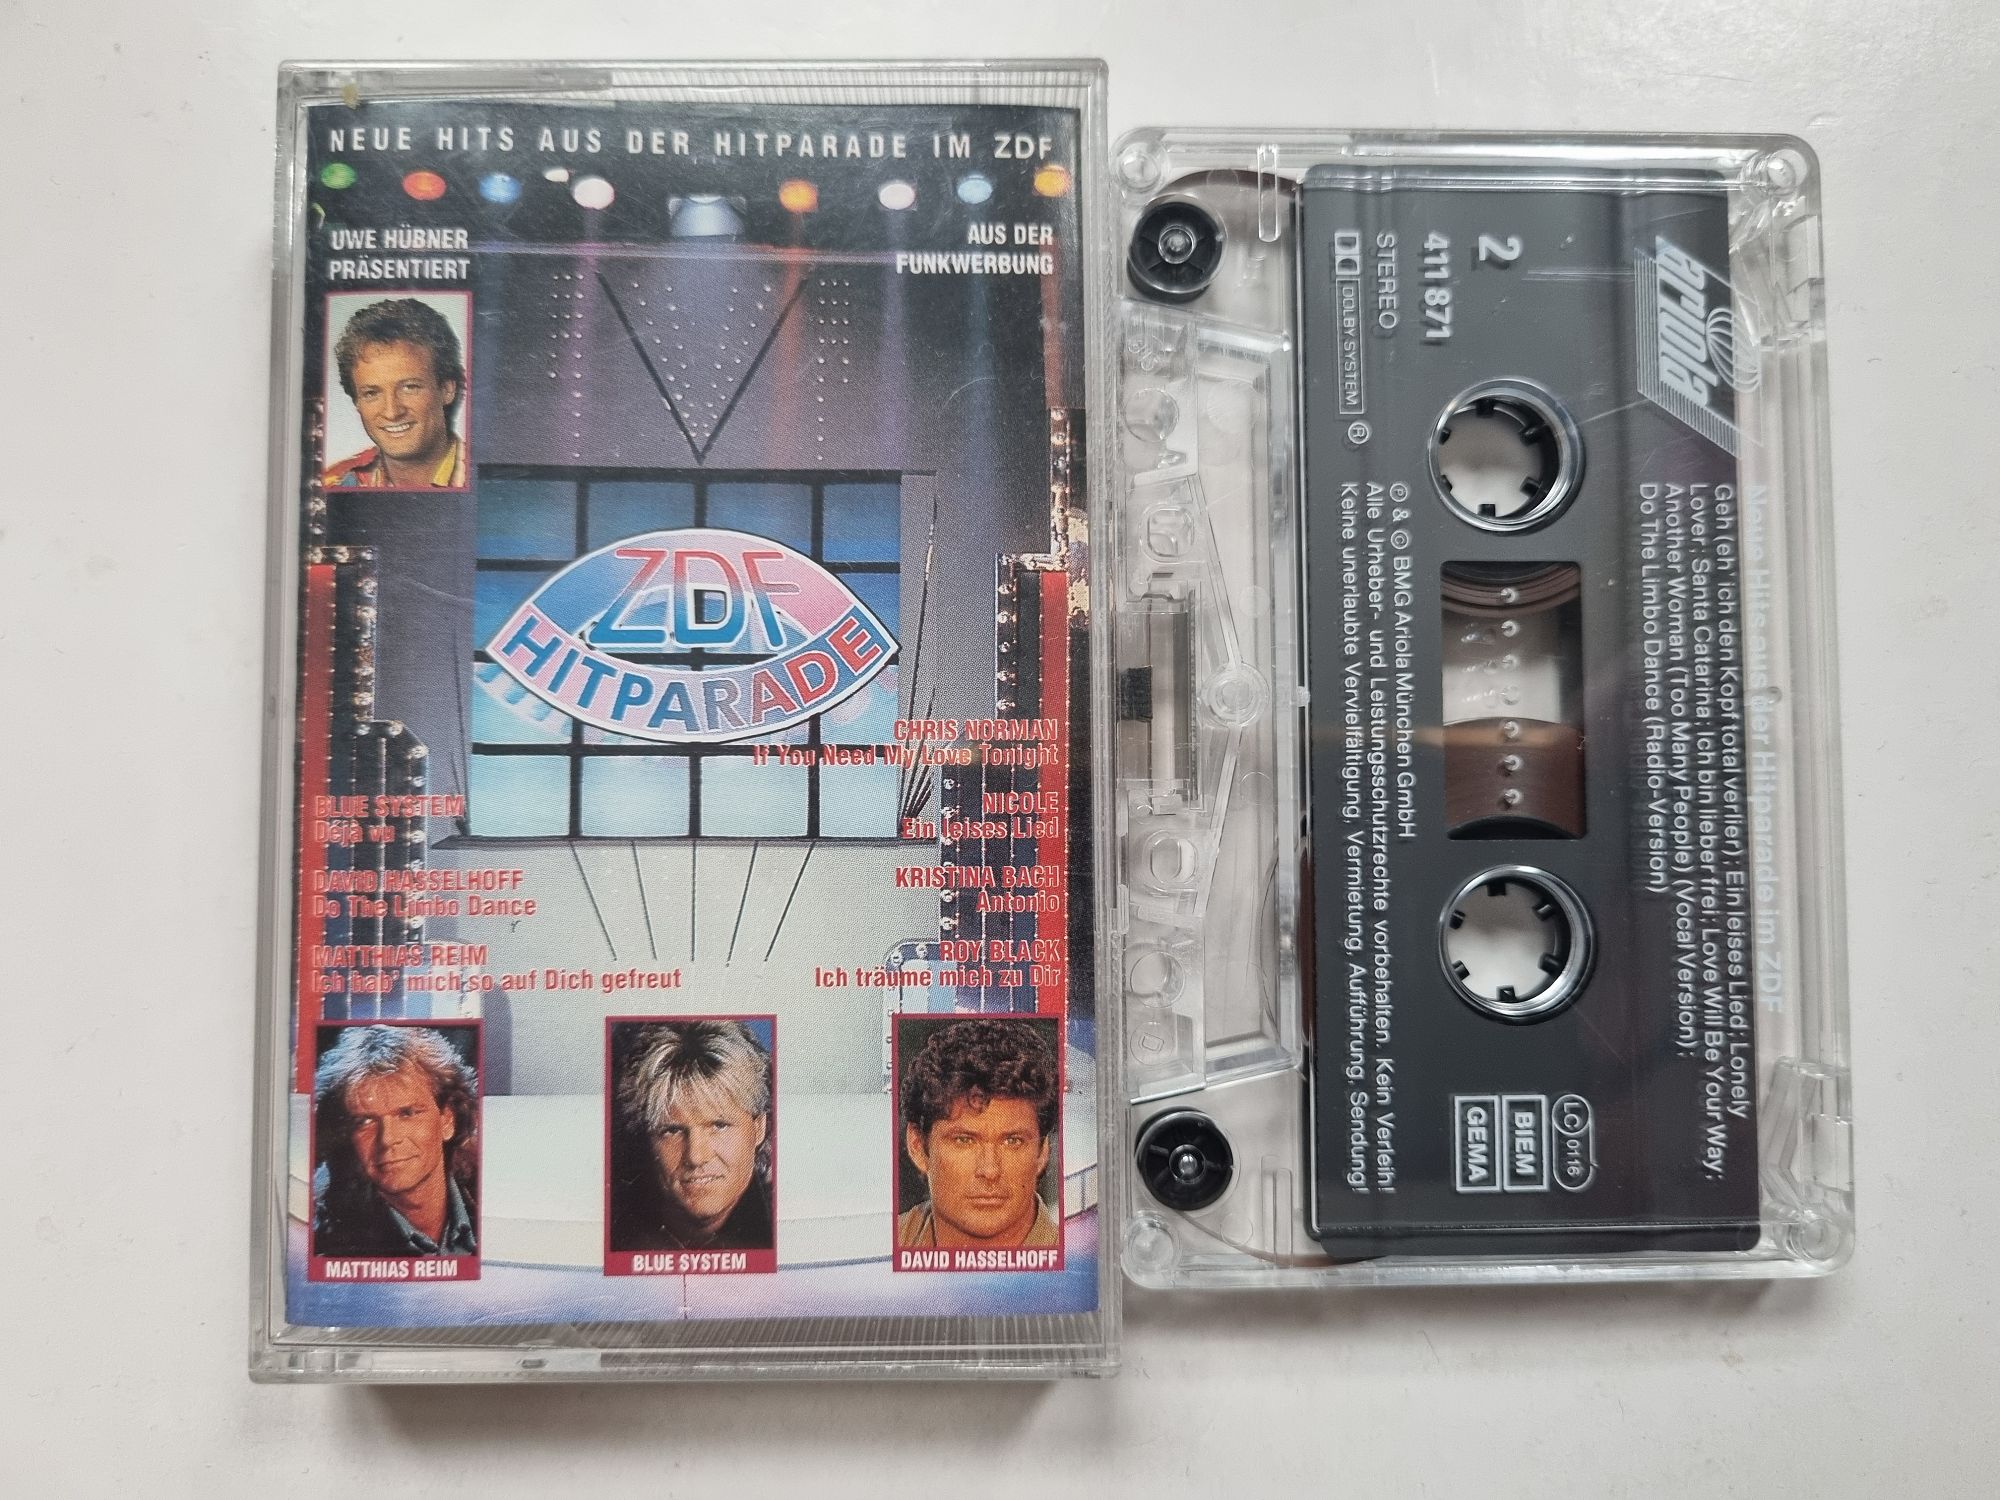 NEUE HITS AUS DER HITPARADE IM ZDF
UWE HÜBNER
PRÄSENTIERT
AUS DER
FUNKWERBUNG
ZDF
HITPARADE
CHRIS NORMAN
If You Need My Love Tonight
BLUE SYSTEM
Déjà vu
NICOLE
Ein leises Lied
DAVID HASSELHOFF
Do The Limbo Dance
KRISTINA BACH
Antonio
MATTHIAS REIM
Ich hab' mich so auf Dich gefreut
ROY BLACK
Ich träume mich zu Dir
MATTHIAS REIM
BLUE SYSTEM
DAVID HASSELHOFF
ariola
Neue Hits aus der Hitparade im ZDF
Geh (eh' ich den Kopf total verlier); Ein leises Lied; Lonely
Lover; Santa Catarina; Ich bin lieber frei; Love Will Be Your Way;
Another Woman (Too Many People) (Vocal Version);
Do The Limbo Dance (Radio-Version)
2
411 871
STEREO
DOLBY SYSTEM ®
LC 0116
BIEM
GEMA
℗ & © BMG Ariola München GmbH
Alle Urheber- und Leistungsschutzrechte vorbehalten. Kein Verleih!
Keine unerlaubte Vervielfältigung, Vermietung, Aufführung, Sendung!